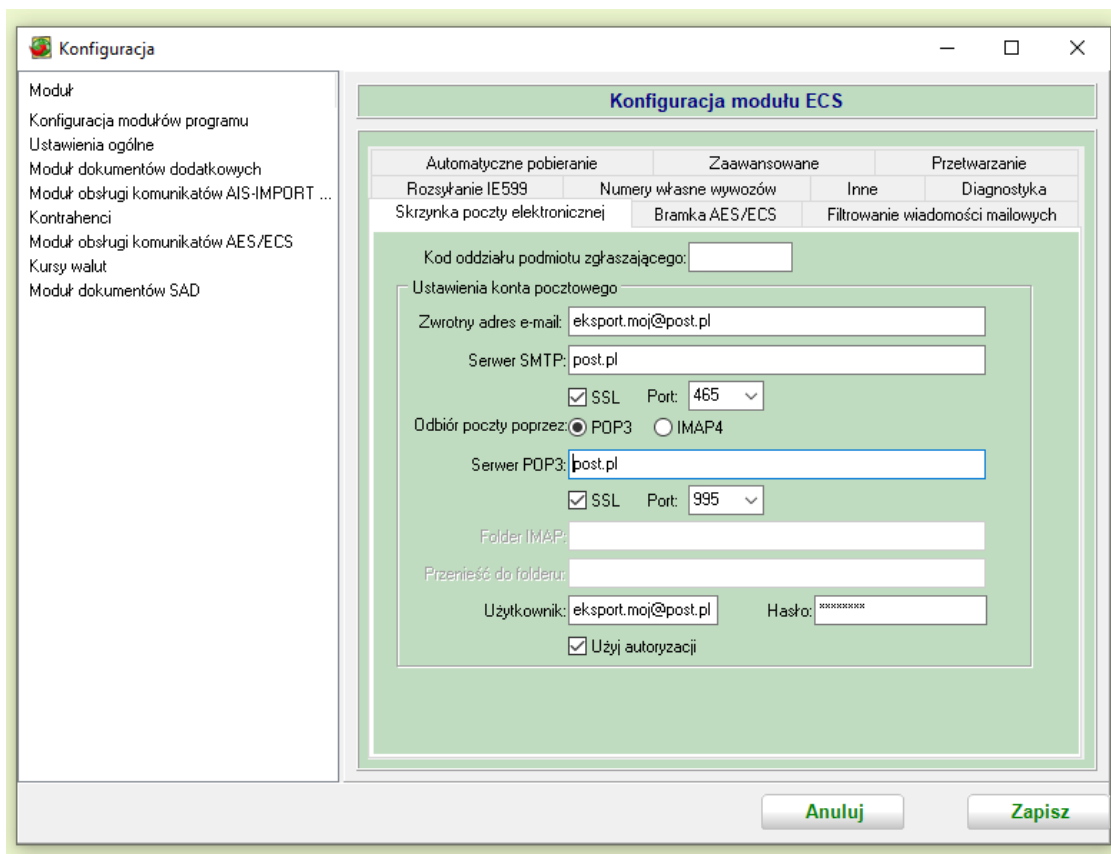 Konfiguracja
Moduł
Konfiguracja modułów programu
Ustawienia ogólne
Moduł dokumentów dodatkowych
Moduł obsługi komunikatów AIS-IMPORT ...
Kontrahenci
Moduł obsługi komunikatów AES/ECS
Kursy walut
Moduł dokumentów SAD
Konfiguracja modułu ECS
Automatyczne pobieranie Zaawansowane Przetwarzanie
Rozsyłanie IE599 Numery własne wywozów Inne Diagnostyka
Skrzynka poczty elektronicznej Bramka AES/ECS Filtrowanie wiadomości mailowych
Kod oddziału podmiotu zgłaszającego:
Ustawienia konta pocztowego
Zwrotny adres e-mail: eksport.moj@post.pl
Serwer SMTP: post.pl
SSL Port: 465
Odbiór poczty poprzez: POP3 IMAP4
Serwer POP3: post.pl
SSL Port: 995
Folder IMAP:
Przenieść do folderu:
Użytkownik: eksport.moj@post.pl Hasło: ********
Użyj autoryzacji
Anuluj Zapisz